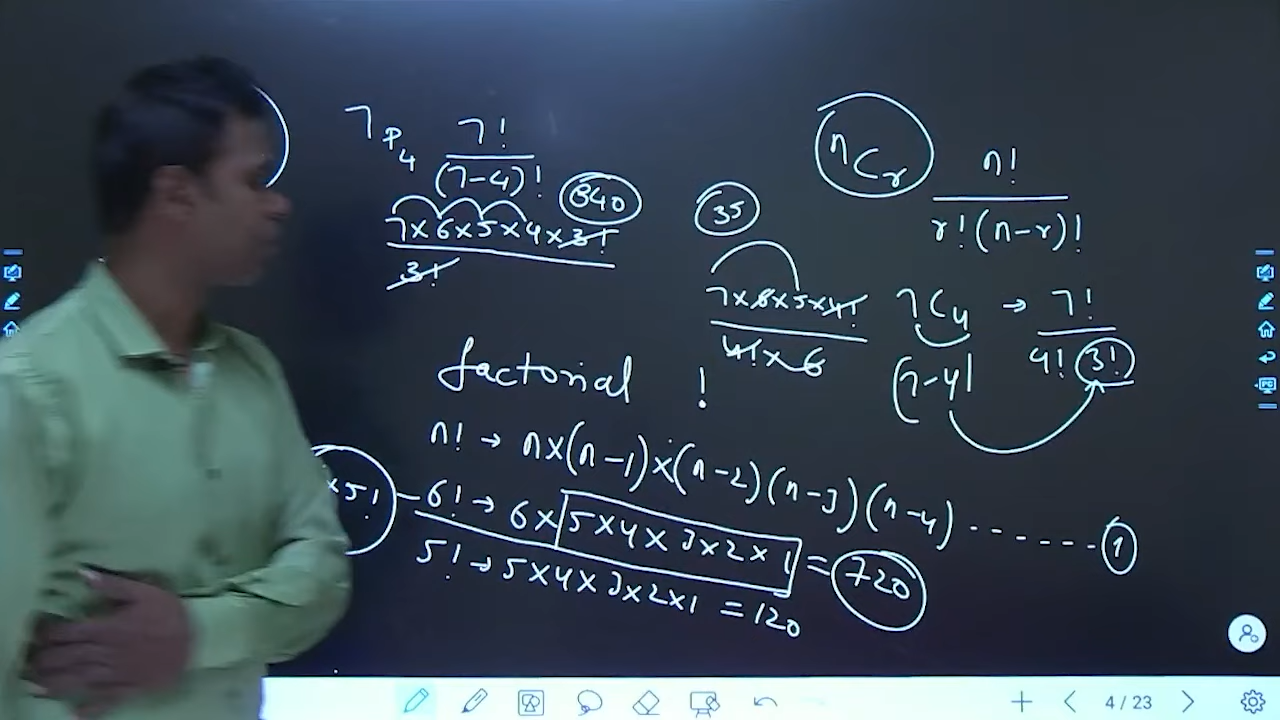 7P4 7! / (7-4)!
840
7×6×5×4×3! / 3!
nCr n! / r!(n-r)!
35
7×6×5×4! / 4!×6
7C4 → 7! / 4! 3!
(7-4)
factorial !
n! → n×(n-1)×(n-2)(n-3)(n-4) ------- 1
×5! - 6! → 6×5×4×3×2×1 = 720
5! → 5×4×3×2×1 = 120
4 / 23